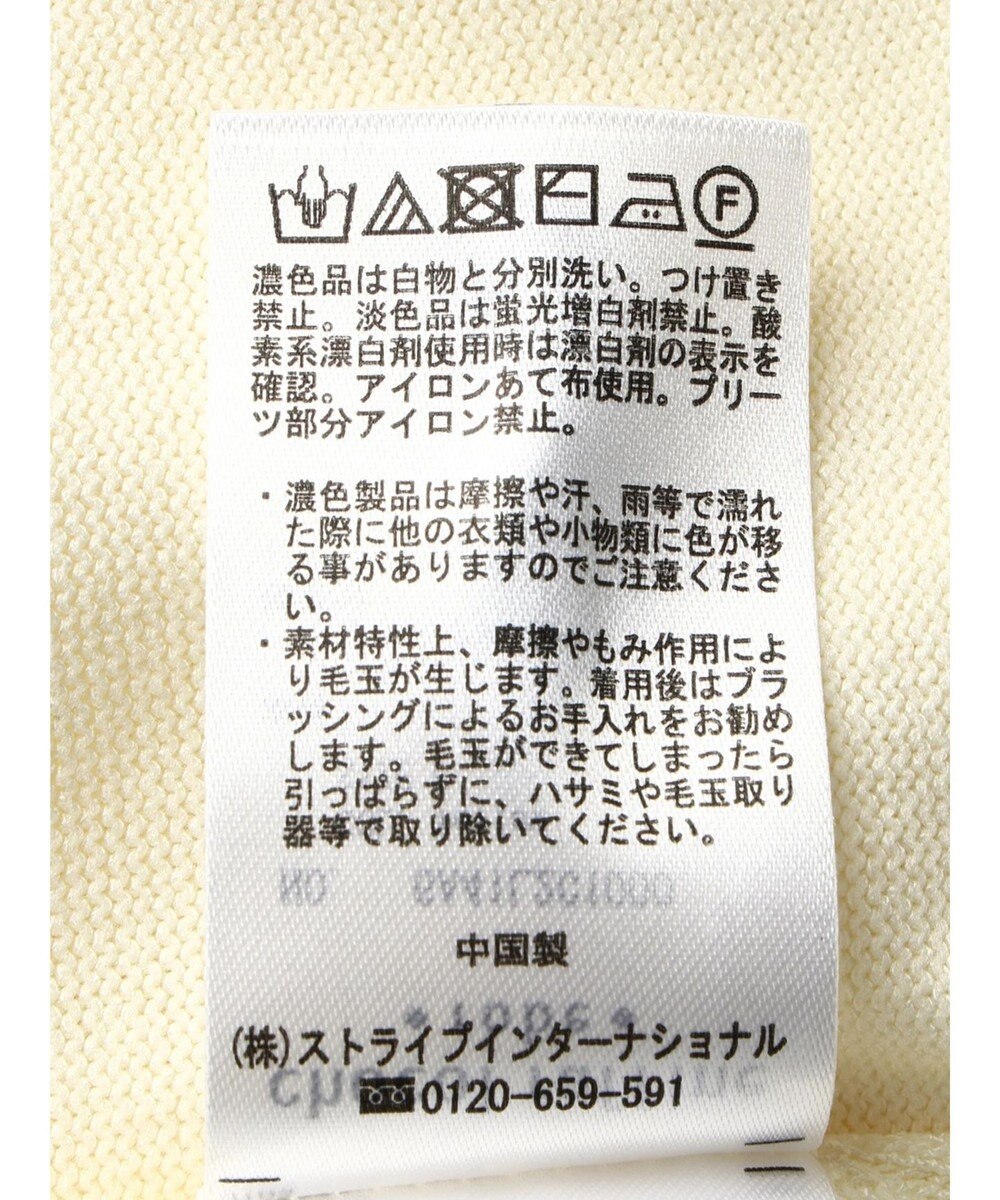 F
濃色品は白物と分別洗い。つけ置き
禁止。淡色品は蛍光増白剤禁止。酸
素系漂白剤使用時は漂白剤の表示を
確認。アイロンあて布使用。プリー
ツ部分アイロン禁止。
・濃色製品は摩擦や汗、雨等で濡れ
た際に他の衣類や小物類に色が移
る事がありますのでご注意くださ
い。
・素材特性上、摩擦やもみ作用によ
り毛玉が生じます。着用後はブラ
ッシングによるお手入れをお勧め
します。毛玉ができてしまったら
引っぱらずに、ハサミや毛玉取り
器等で取り除いてください。
中国製
(株)ストライプインターナショナル
0120-659-591